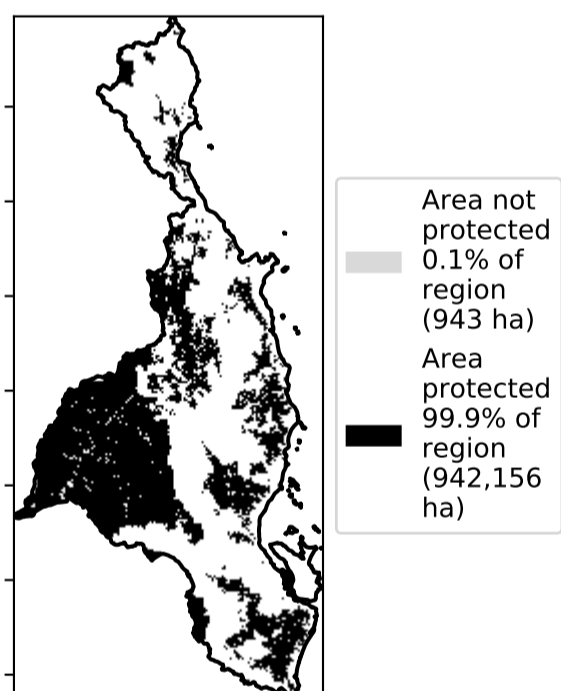 Area not
protected
0.1% of
region
(943 ha)
Area
protected
99.9% of
region
(942,156
ha)